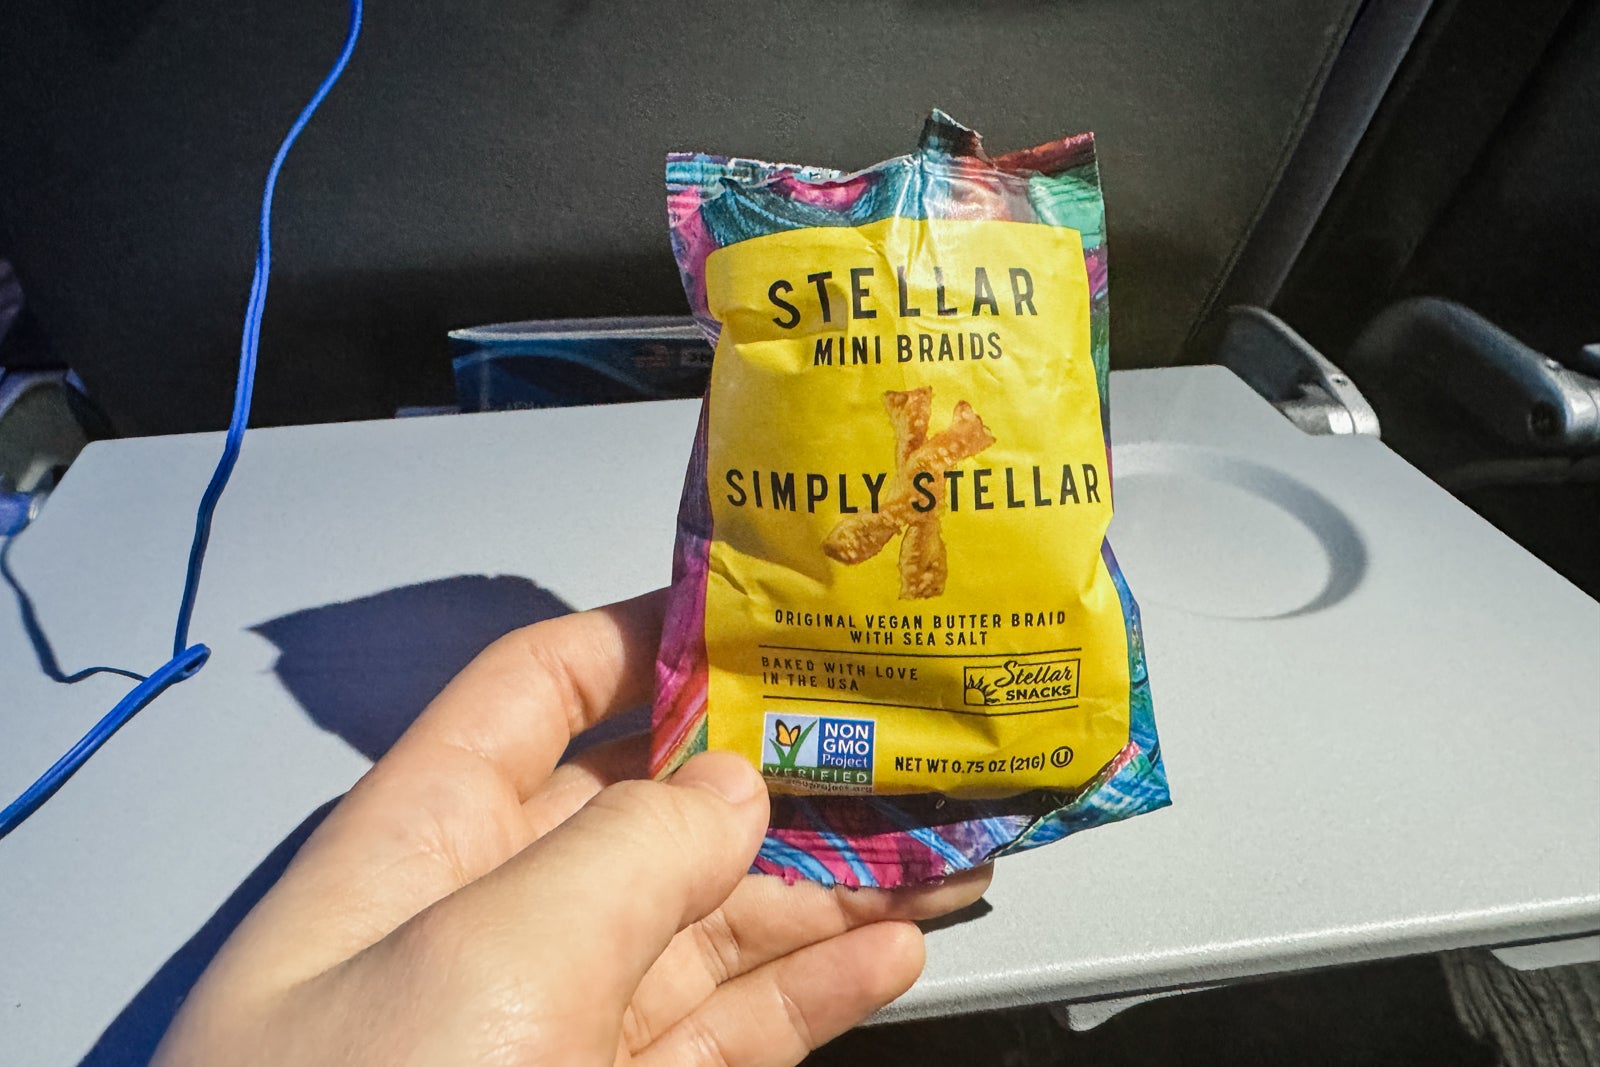 STELLAR
MINI BRAIDS
SIMPLY STELLAR
ORIGINAL VEGAN BUTTER BRAID
WITH SEA SALT
BAKED WITH LOVE
IN THE USA
Stellar
SNACKS
NON
GMO
Project
VERIFIED
NET WT 0.75 OZ (21G) U